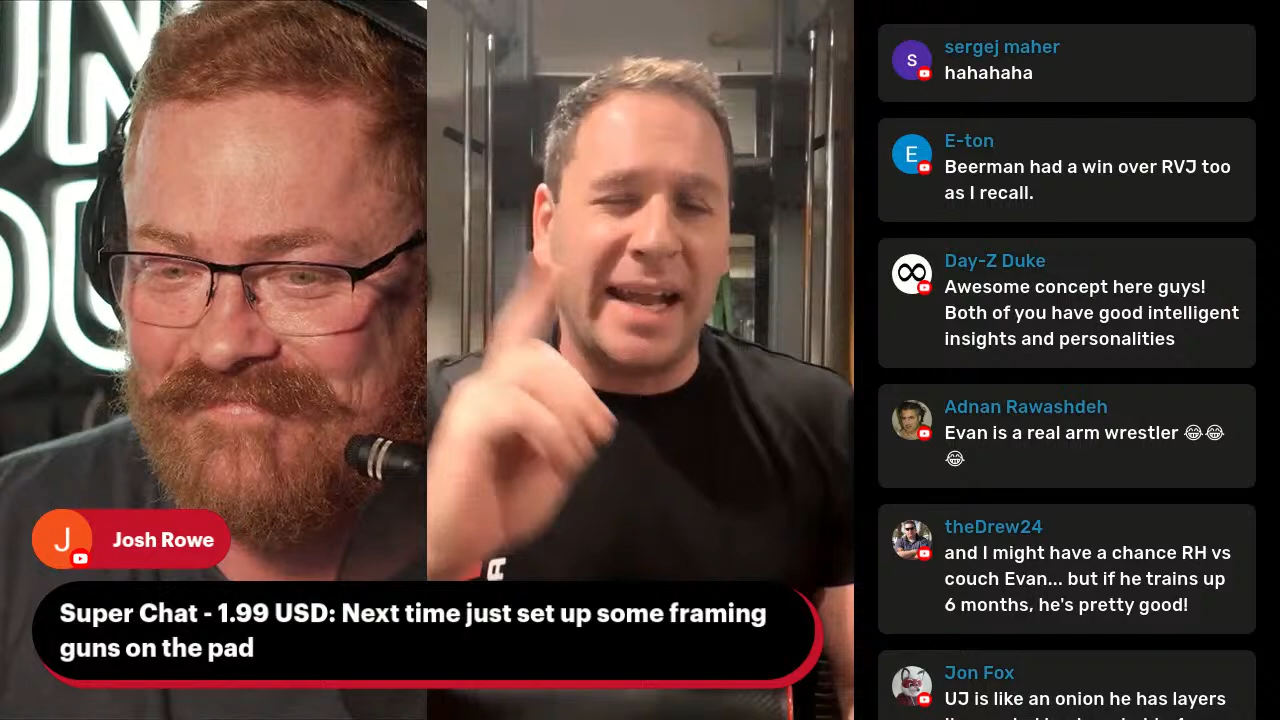 J
Josh Rowe
Super Chat - 1.99 USD: Next time just set up some framing
guns on the pad
S
sergej maher
hahahaha
E
E-ton
Beerman had a win over RVJ too
as I recall.
Day-Z Duke
Awesome concept here guys!
Both of you have good intelligent
insights and personalities
Adnan Rawashdeh
Evan is a real arm wrestler 😂😂
😂
theDrew24
and I might have a chance RH vs
couch Evan... but if he trains up
6 months, he's pretty good!
Jon Fox
UJ is like an onion he has layers